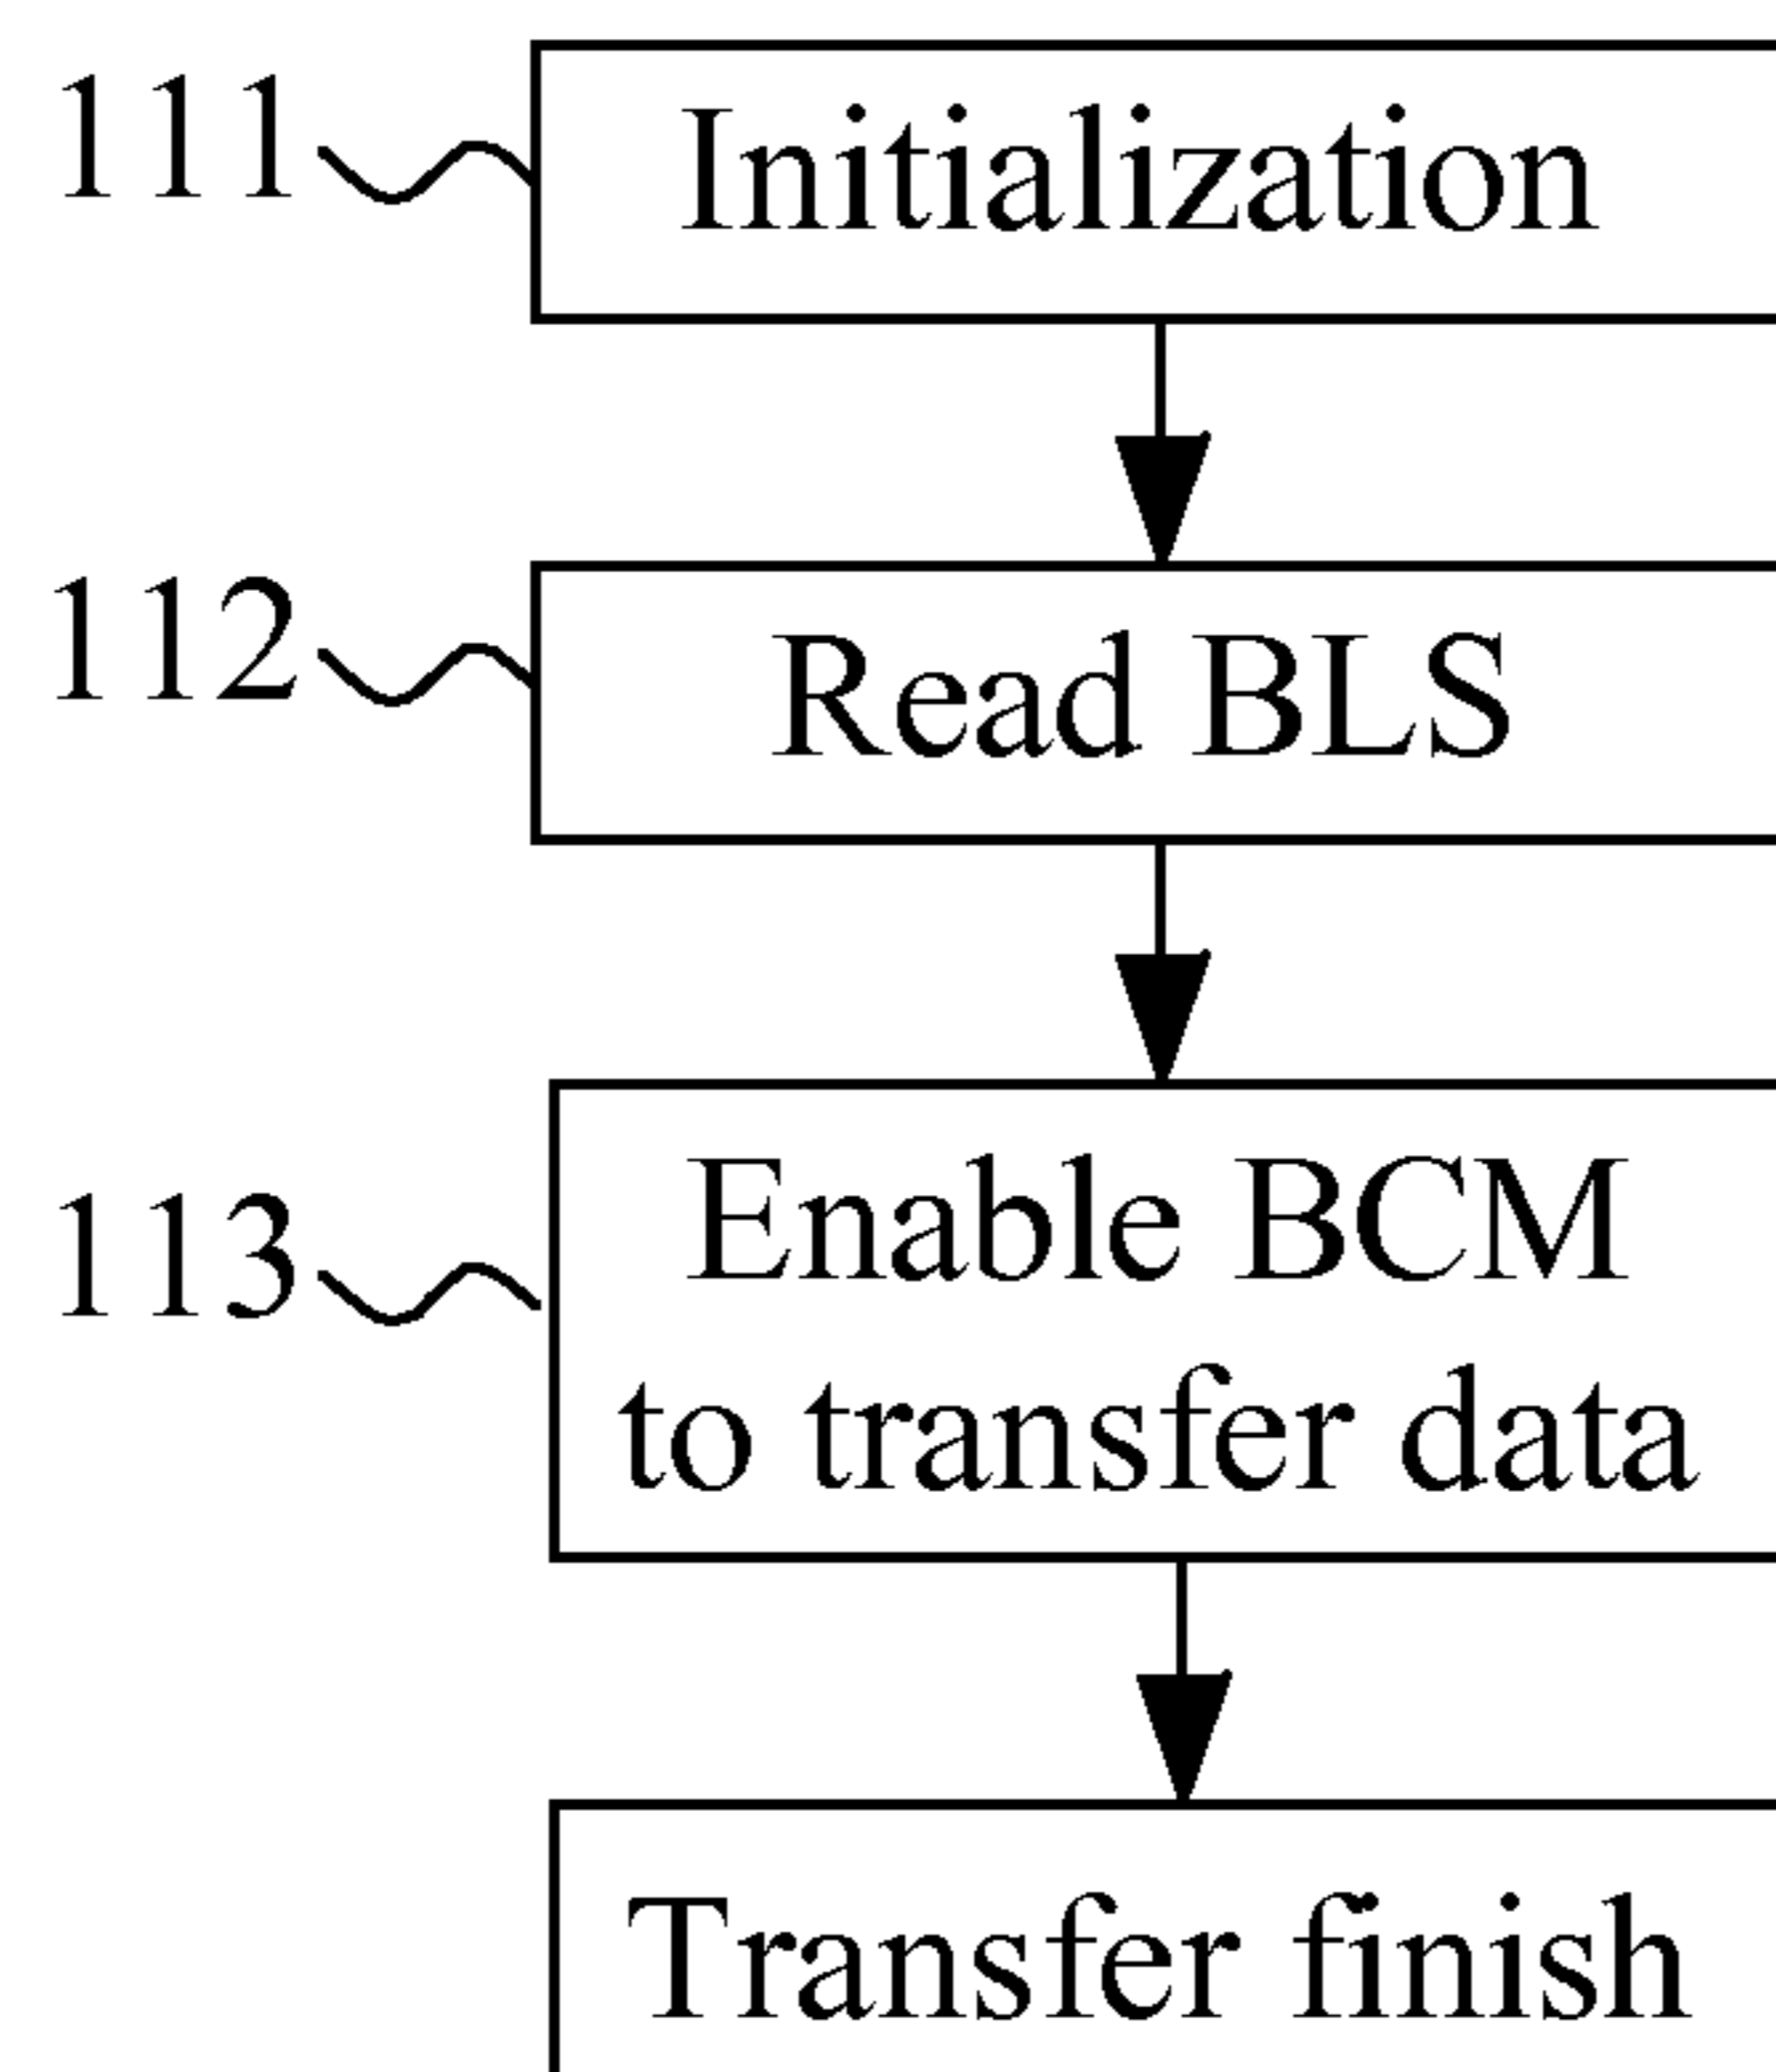 111 Initialization
112 Read BLS
113 Enable BCM
to transfer data
Transfer finish